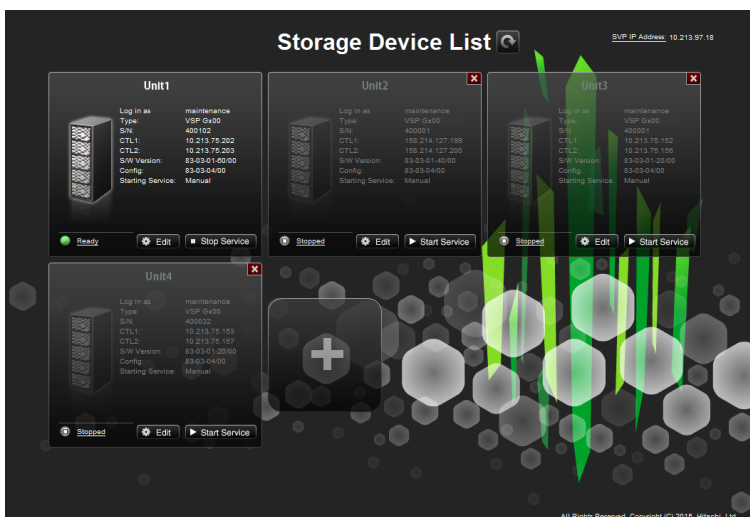 Storage Device List
SVP IP Address: 10.213.97.18
Unit1
Log in as maintenance
Type: VSP Gx00
S/N: 400102
CTL1: 10.213.75.202
CTL2: 10.213.75.203
S/W Version: 83-03-01-60/00
Config: 83-03-04/00
Starting Service: Manual
Ready Edit Stop Service
Unit2
Log in as maintenance
Type: VSP Gx00
S/N: 400001
CTL1: 158.214.127.199
CTL2: 158.214.127.200
S/W Version: 83-03-01-40/00
Config: 83-03-04/00
Starting Service: Manual
Stopped Edit Start Service
Unit3
Log in as maintenance
Type: VSP Gx00
S/N: 400001
CTL1: 10.213.75.152
CTL2: 10.213.75.156
S/W Version: 83-03-01-20/00
Config: 83-03-04/00
Starting Service: Manual
Stopped Edit Start Service
Unit4
Log in as maintenance
Type: VSP Gx00
S/N: 400032
CTL1: 10.213.75.153
CTL2: 10.213.75.157
S/W Version: 83-03-01-20/00
Config: 83-03-04/00
Starting Service: Manual
Stopped Edit Start Service
All Rights Reserved. Copyright (C) 2015, Hitachi, Ltd.